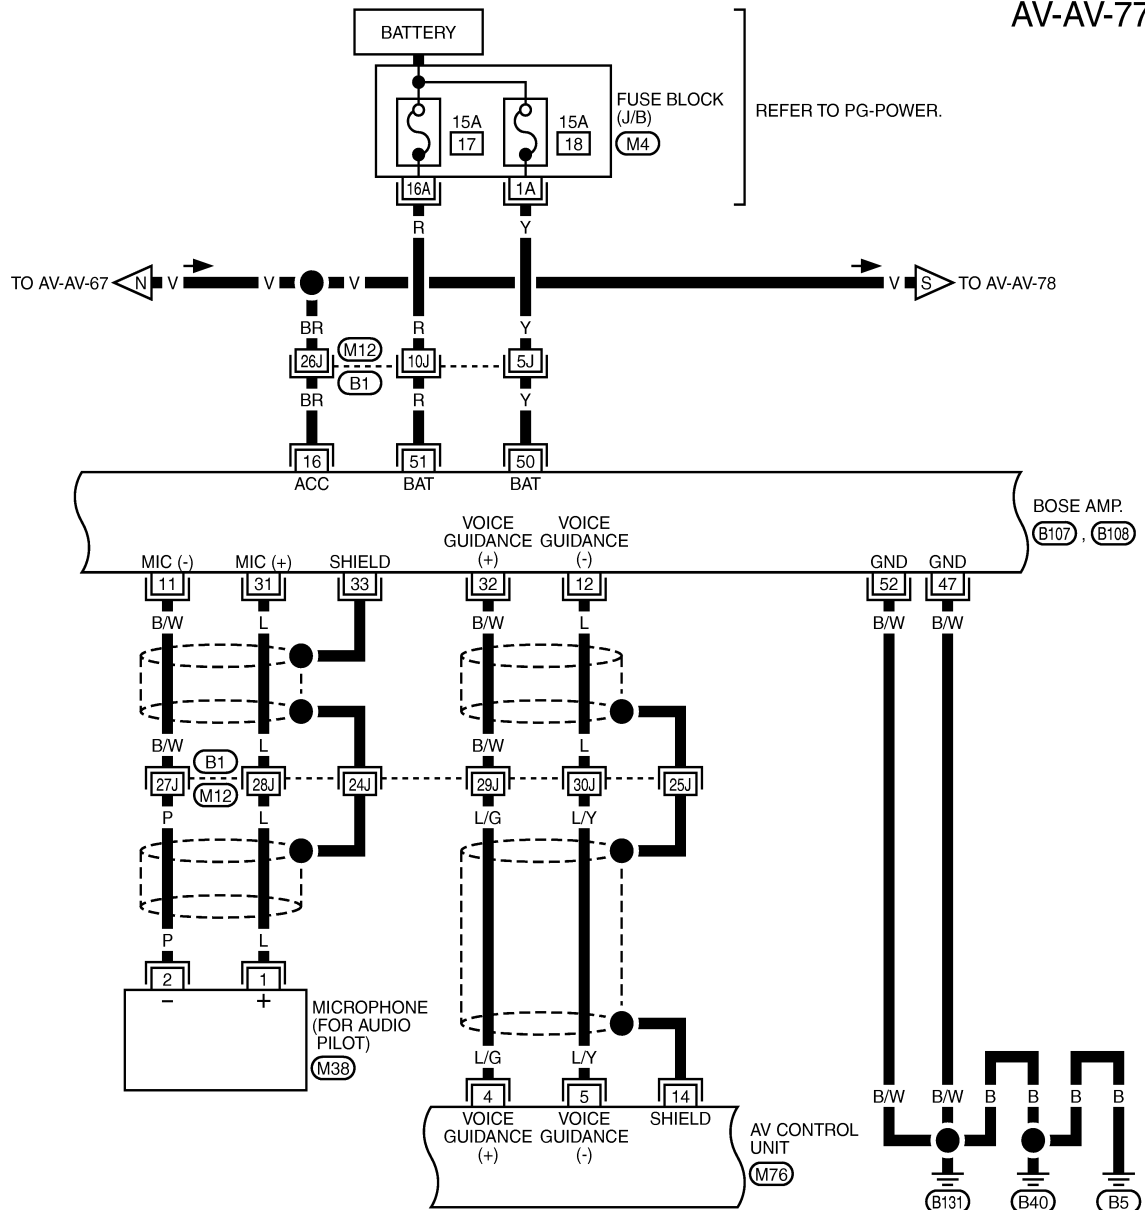 AV-AV-77
BATTERY
FUSE BLOCK
(J/B)
M4
REFER TO PG-POWER.
15A
17
15A
18
16A
1A
R
Y
TO AV-AV-67
N
V
V
V
V
S
TO AV-AV-78
BR
R
Y
26J
M12
B1
10J
5J
BR
R
Y
16
51
50
ACC
BAT
BAT
BOSE AMP.
B107 , B108
VOICE
GUIDANCE
(+)
VOICE
GUIDANCE
(-)
MIC (-)
MIC (+)
SHIELD
GND
GND
11
31
33
32
12
52
47
B/W
L
B/W
L
B/W
B/W
B/W
L
B/W
L
27J
B1
M12
28J
24J
29J
30J
25J
P
L
L/G
L/Y
P
L
2
1
–
+
MICROPHONE
(FOR AUDIO
PILOT)
M38
L/G
L/Y
4
5
14
VOICE
GUIDANCE
(+)
VOICE
GUIDANCE
(-)
SHIELD
AV CONTROL
UNIT
M76
B/W
B/W
B
B
B
B
B131
B40
B5